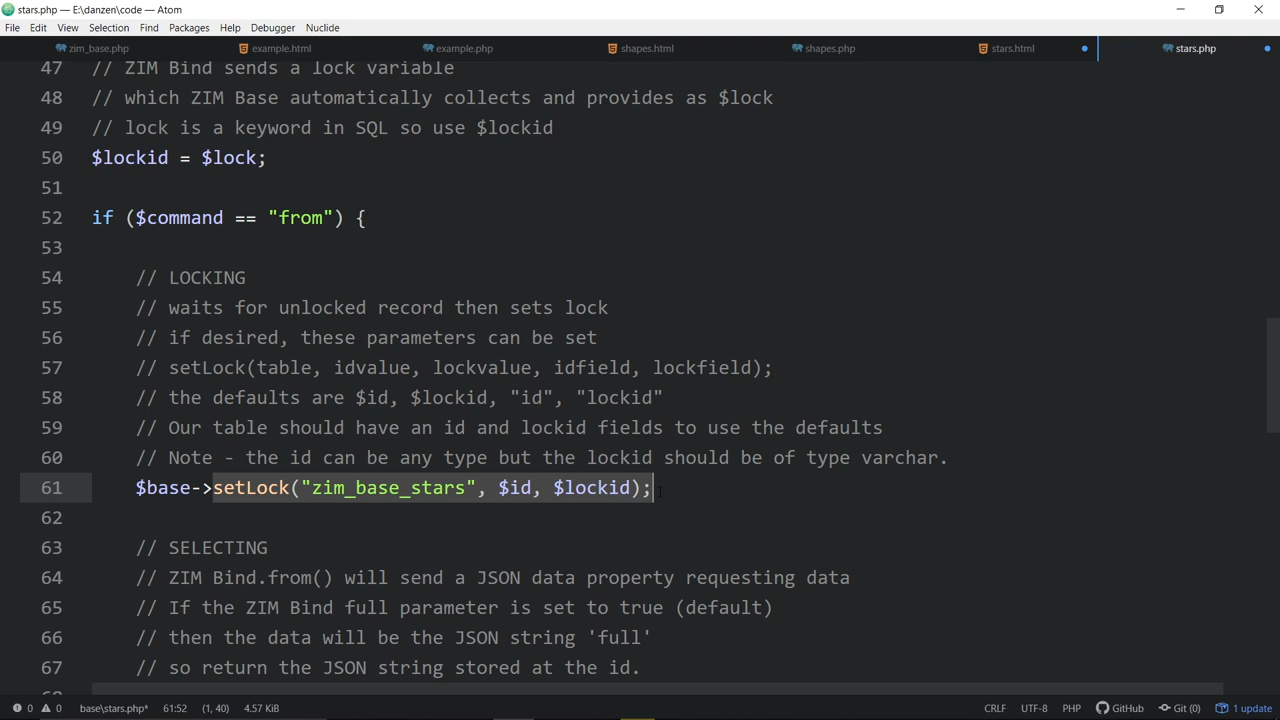 stars.php — E:\danzen\code — Atom
File Edit View Selection Find Packages Help Debugger Nuclide
zim_base.php example.html example.php shapes.html shapes.php stars.html stars.php
47 // ZIM Bind sends a lock variable
48 // which ZIM Base automatically collects and provides as $lock
49 // lock is a keyword in SQL so use $lockid
50 $lockid = $lock;
51
52 if ($command == "from") {
53
54 // LOCKING
55 // waits for unlocked record then sets lock
56 // if desired, these parameters can be set
57 // setLock(table, idvalue, lockvalue, idfield, lockfield);
58 // the defaults are $id, $lockid, "id", "lockid"
59 // Our table should have an id and lockid fields to use the defaults
60 // Note - the id can be any type but the lockid should be of type varchar.
61 $base->setLock("zim_base_stars", $id, $lockid);
62
63 // SELECTING
64 // ZIM Bind.from() will send a JSON data property requesting data
65 // If the ZIM Bind full parameter is set to true (default)
66 // then the data will be the JSON string 'full'
67 // so return the JSON string stored at the id.
0 0 base\stars.php* 61:52 (1, 40) 4.57 KiB CRLF UTF-8 PHP GitHub Git (0) 1 update